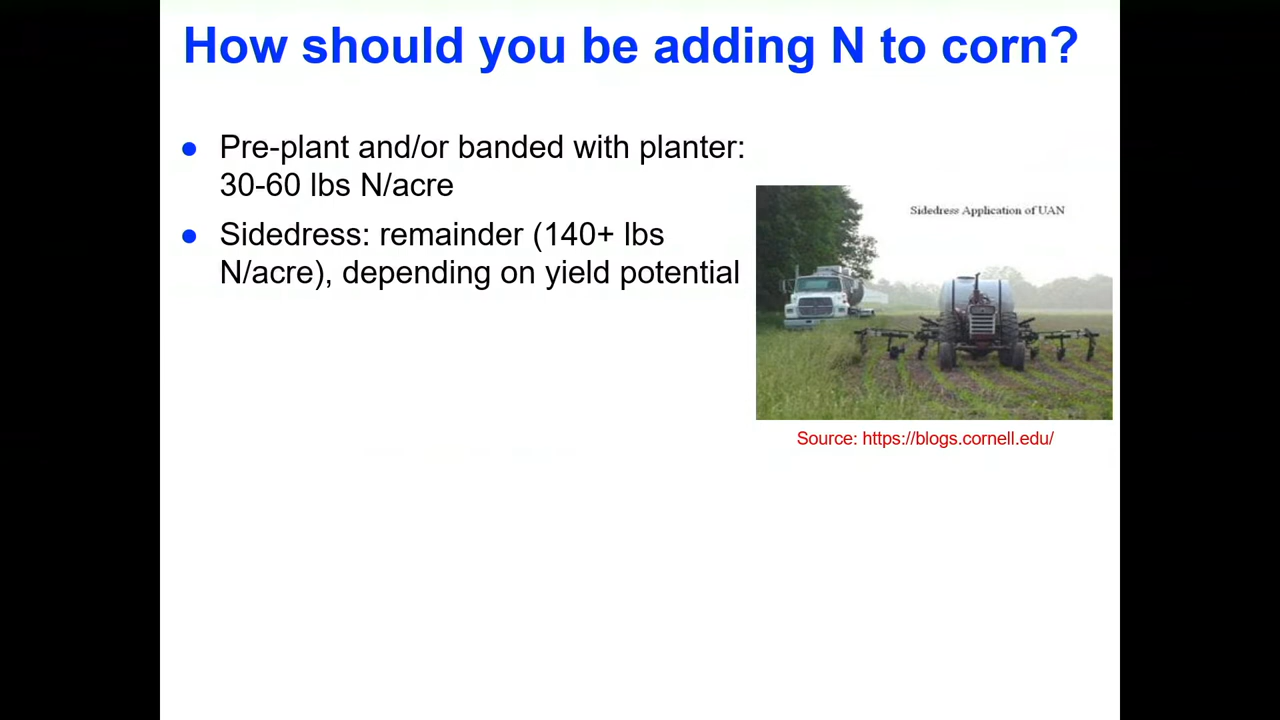 How should you be adding N to corn?
● Pre-plant and/or banded with planter:
30-60 lbs N/acre
● Sidedress: remainder (140+ lbs
N/acre), depending on yield potential
Sidedress Application of UAN
Source: https://blogs.cornell.edu/